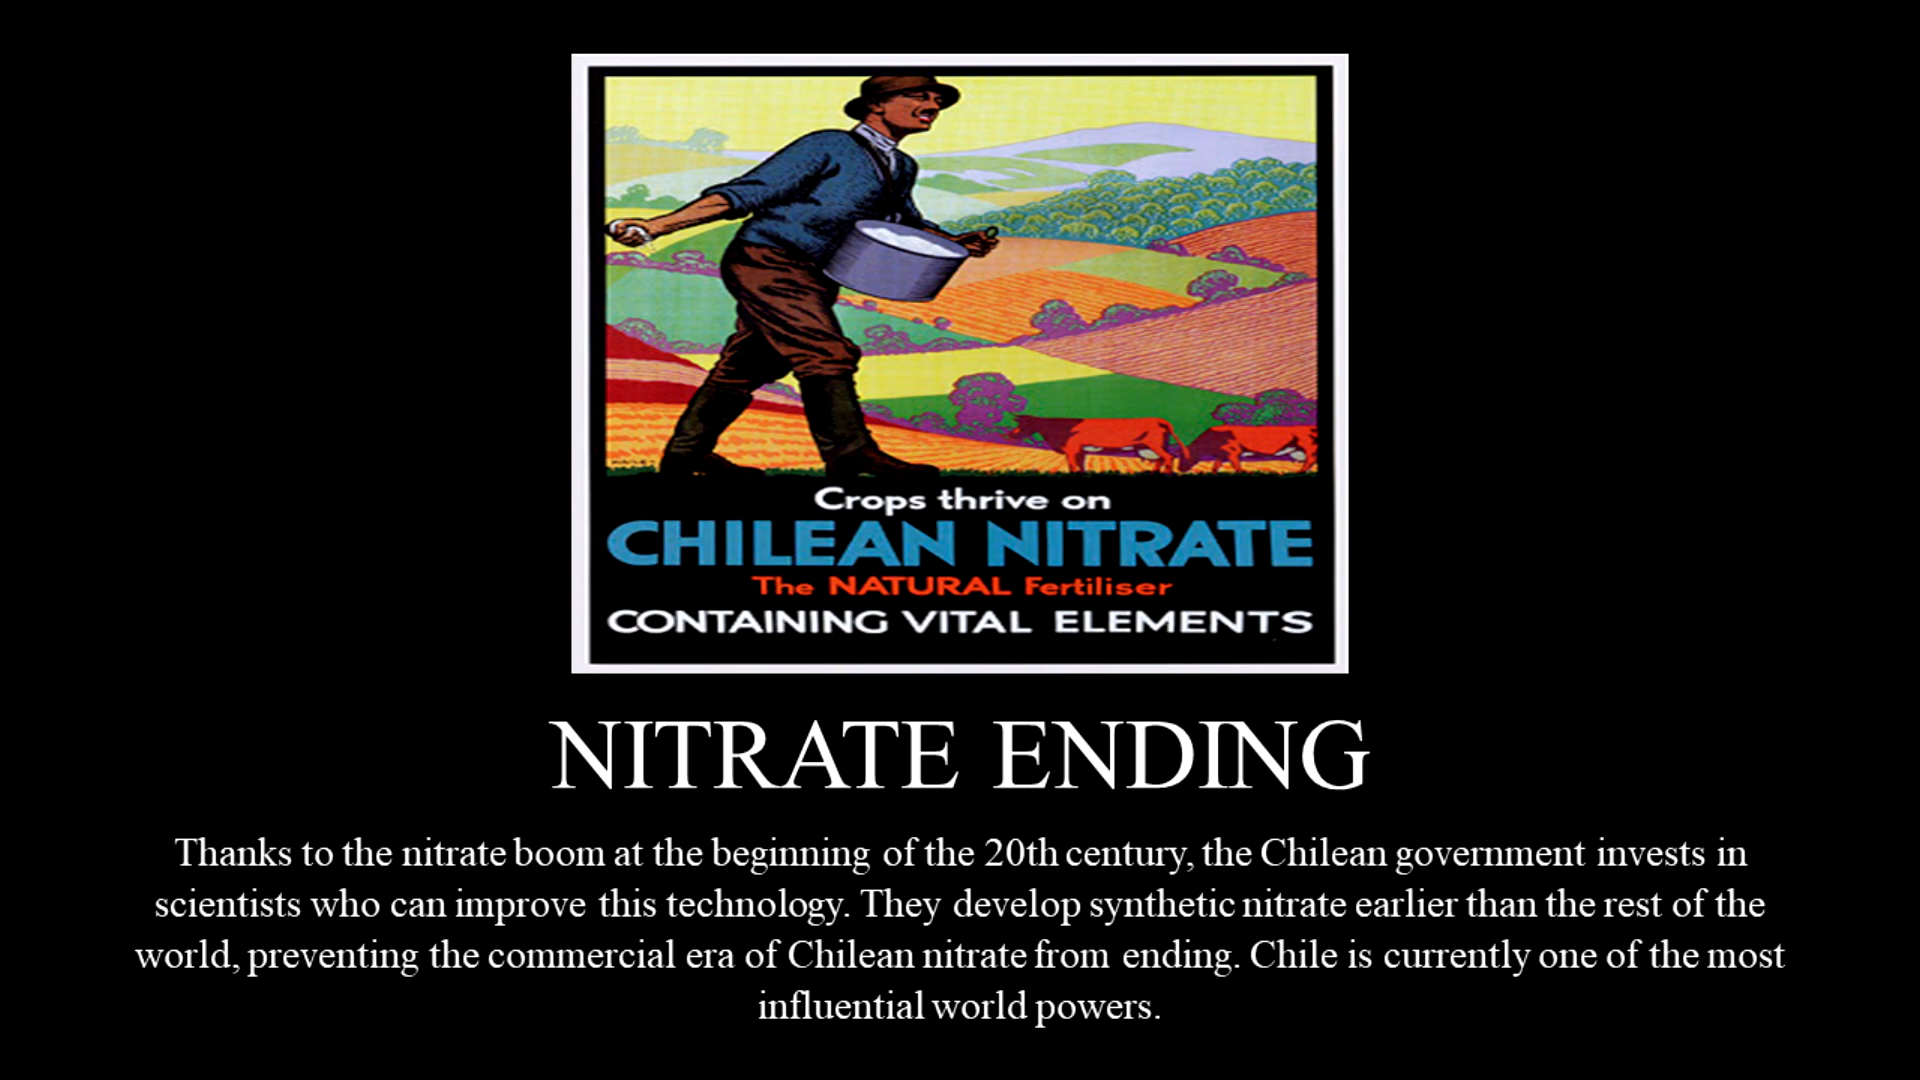 Crops thrive on
CHILEAN NITRATE
The NATURAL Fertiliser
CONTAINING VITAL ELEMENTS
NITRATE ENDING
Thanks to the nitrate boom at the beginning of the 20th century, the Chilean government invests in
scientists who can improve this technology. They develop synthetic nitrate earlier than the rest of the
world, preventing the commercial era of Chilean nitrate from ending. Chile is currently one of the most
influential world powers.